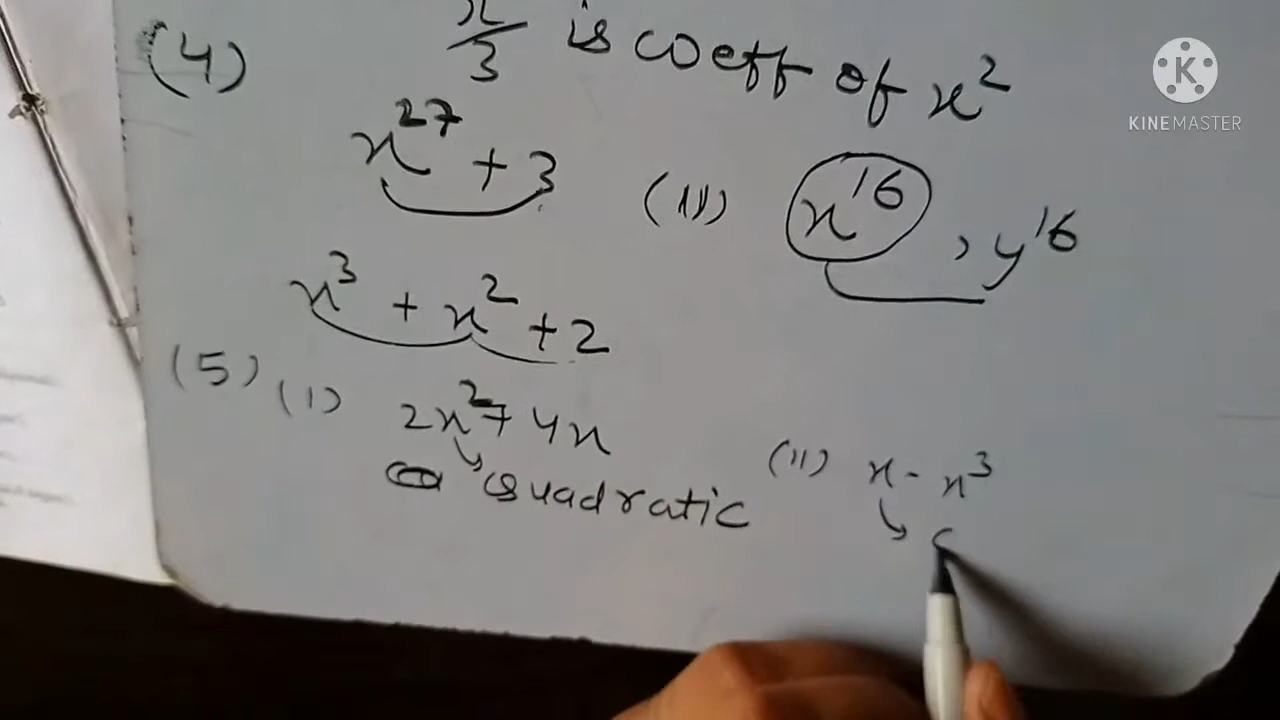 x/3 is coeff of x²
(4)
x²⁷ + 3 (III) x¹⁶, y¹⁶
x³ + x² + 2
(5) (I) 2x² + 4x
(II) x - x³
Quadratic
C
K
KINEMASTER